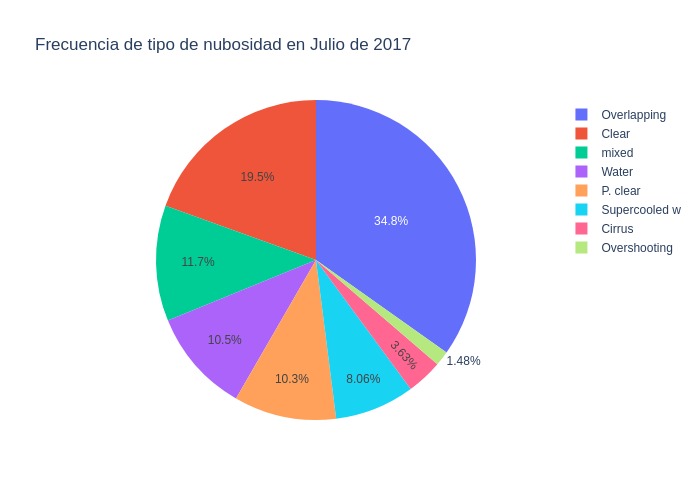 Frecuencia de tipo de nubosidad en Julio de 2017
Overlapping
Clear
mixed
Water
P. clear
Supercooled w
Cirrus
Overshooting
34.8%
19.5%
11.7%
10.5%
10.3%
8.06%
3.63%
1.48%